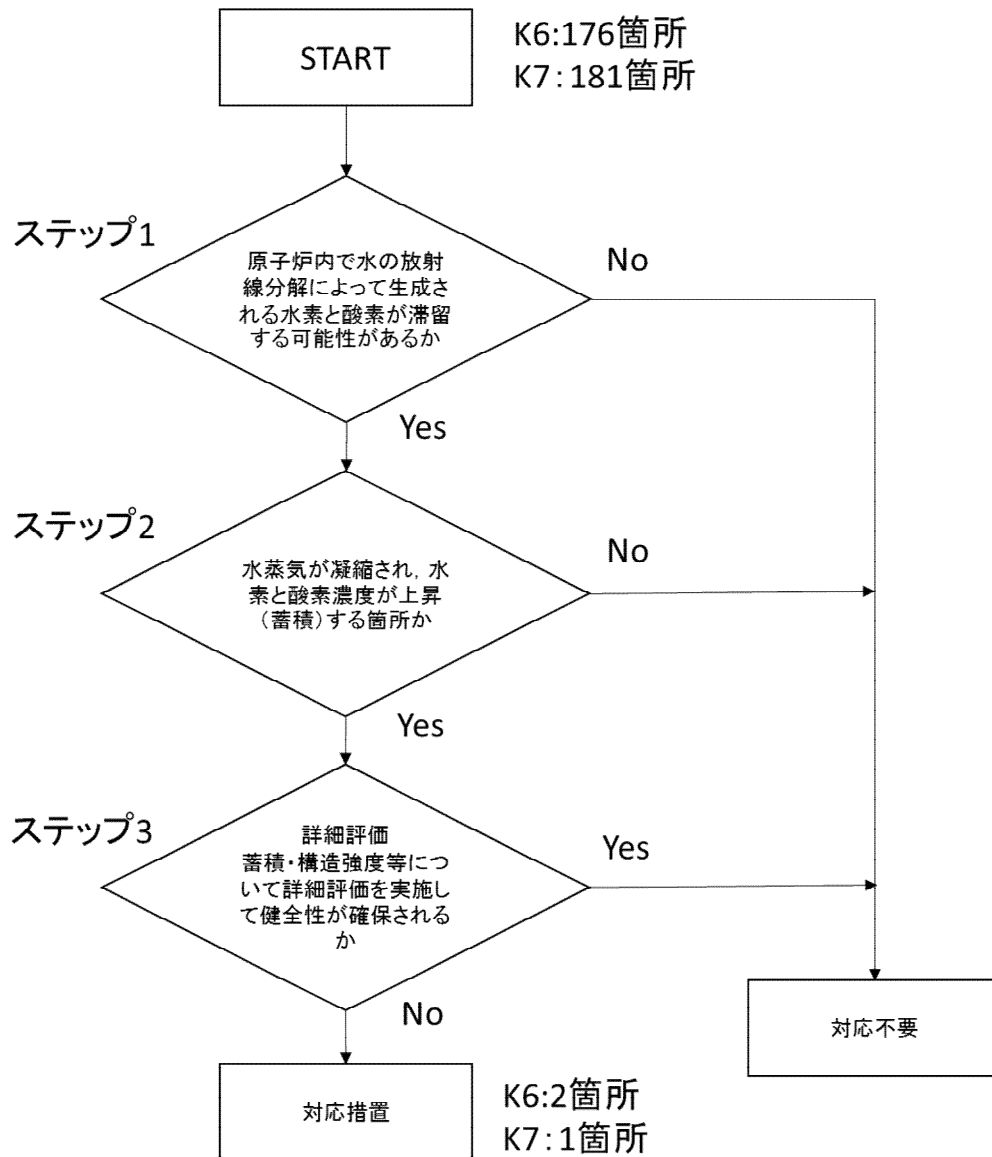 START
K6:176箇所
K7：181箇所
ステップ1
原子炉内で水の放射
線分解によって生成さ
れる水素と酸素が滞留
する可能性があるか
No
Yes
ステップ2
水蒸気が凝縮され，水
素と酸素濃度が上昇
（蓄積）する箇所か
No
Yes
ステップ3
詳細評価
蓄積・構造強度等につ
いて詳細評価を実施し
て健全性が確保される
か
Yes
No
対応不要
対応措置
K6:2箇所
K7：1箇所